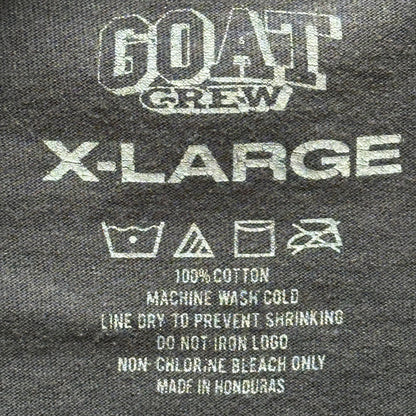 GOAT
CREW
X-LARGE
100% COTTON
MACHINE WASH COLD
LINE DRY TO PREVENT SHRINKING
DO NOT IRON LOGO
NON-CHLORINE BLEACH ONLY
MADE IN HONDURAS